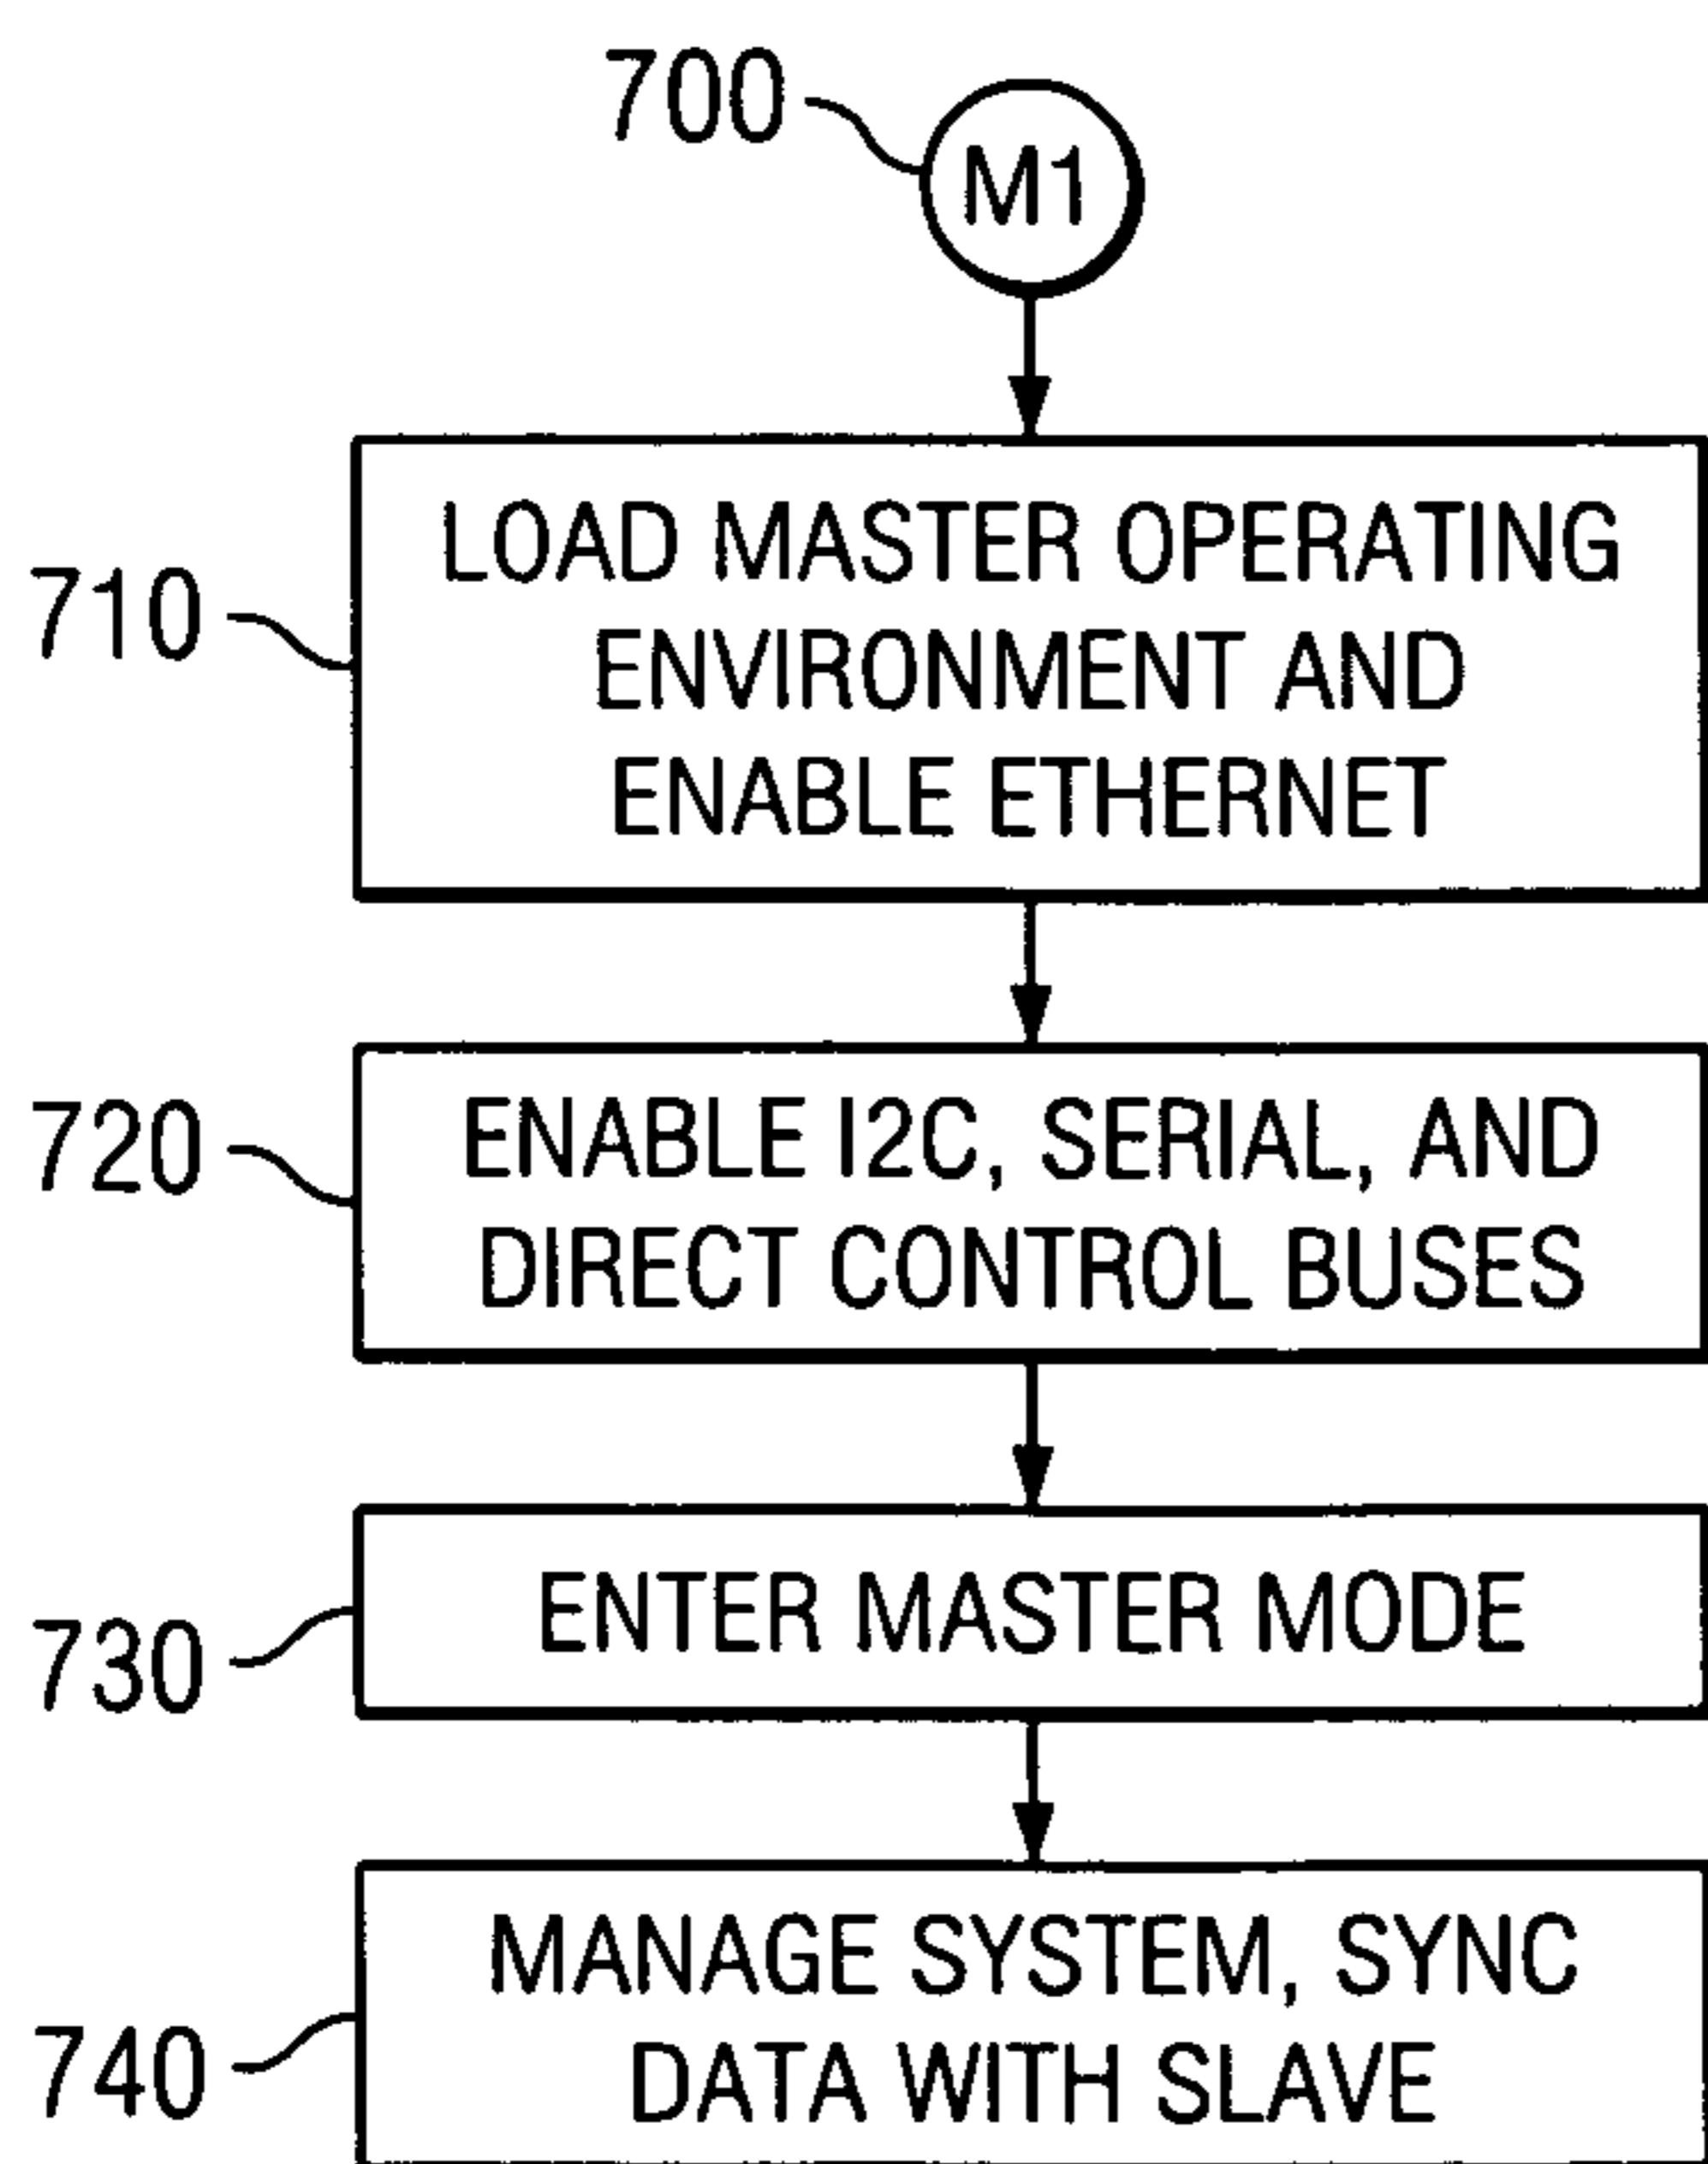 700
M1
710
LOAD MASTER OPERATING
ENVIRONMENT AND
ENABLE ETHERNET
720
ENABLE I2C, SERIAL, AND
DIRECT CONTROL BUSES
730
ENTER MASTER MODE
740
MANAGE SYSTEM, SYNC
DATA WITH SLAVE